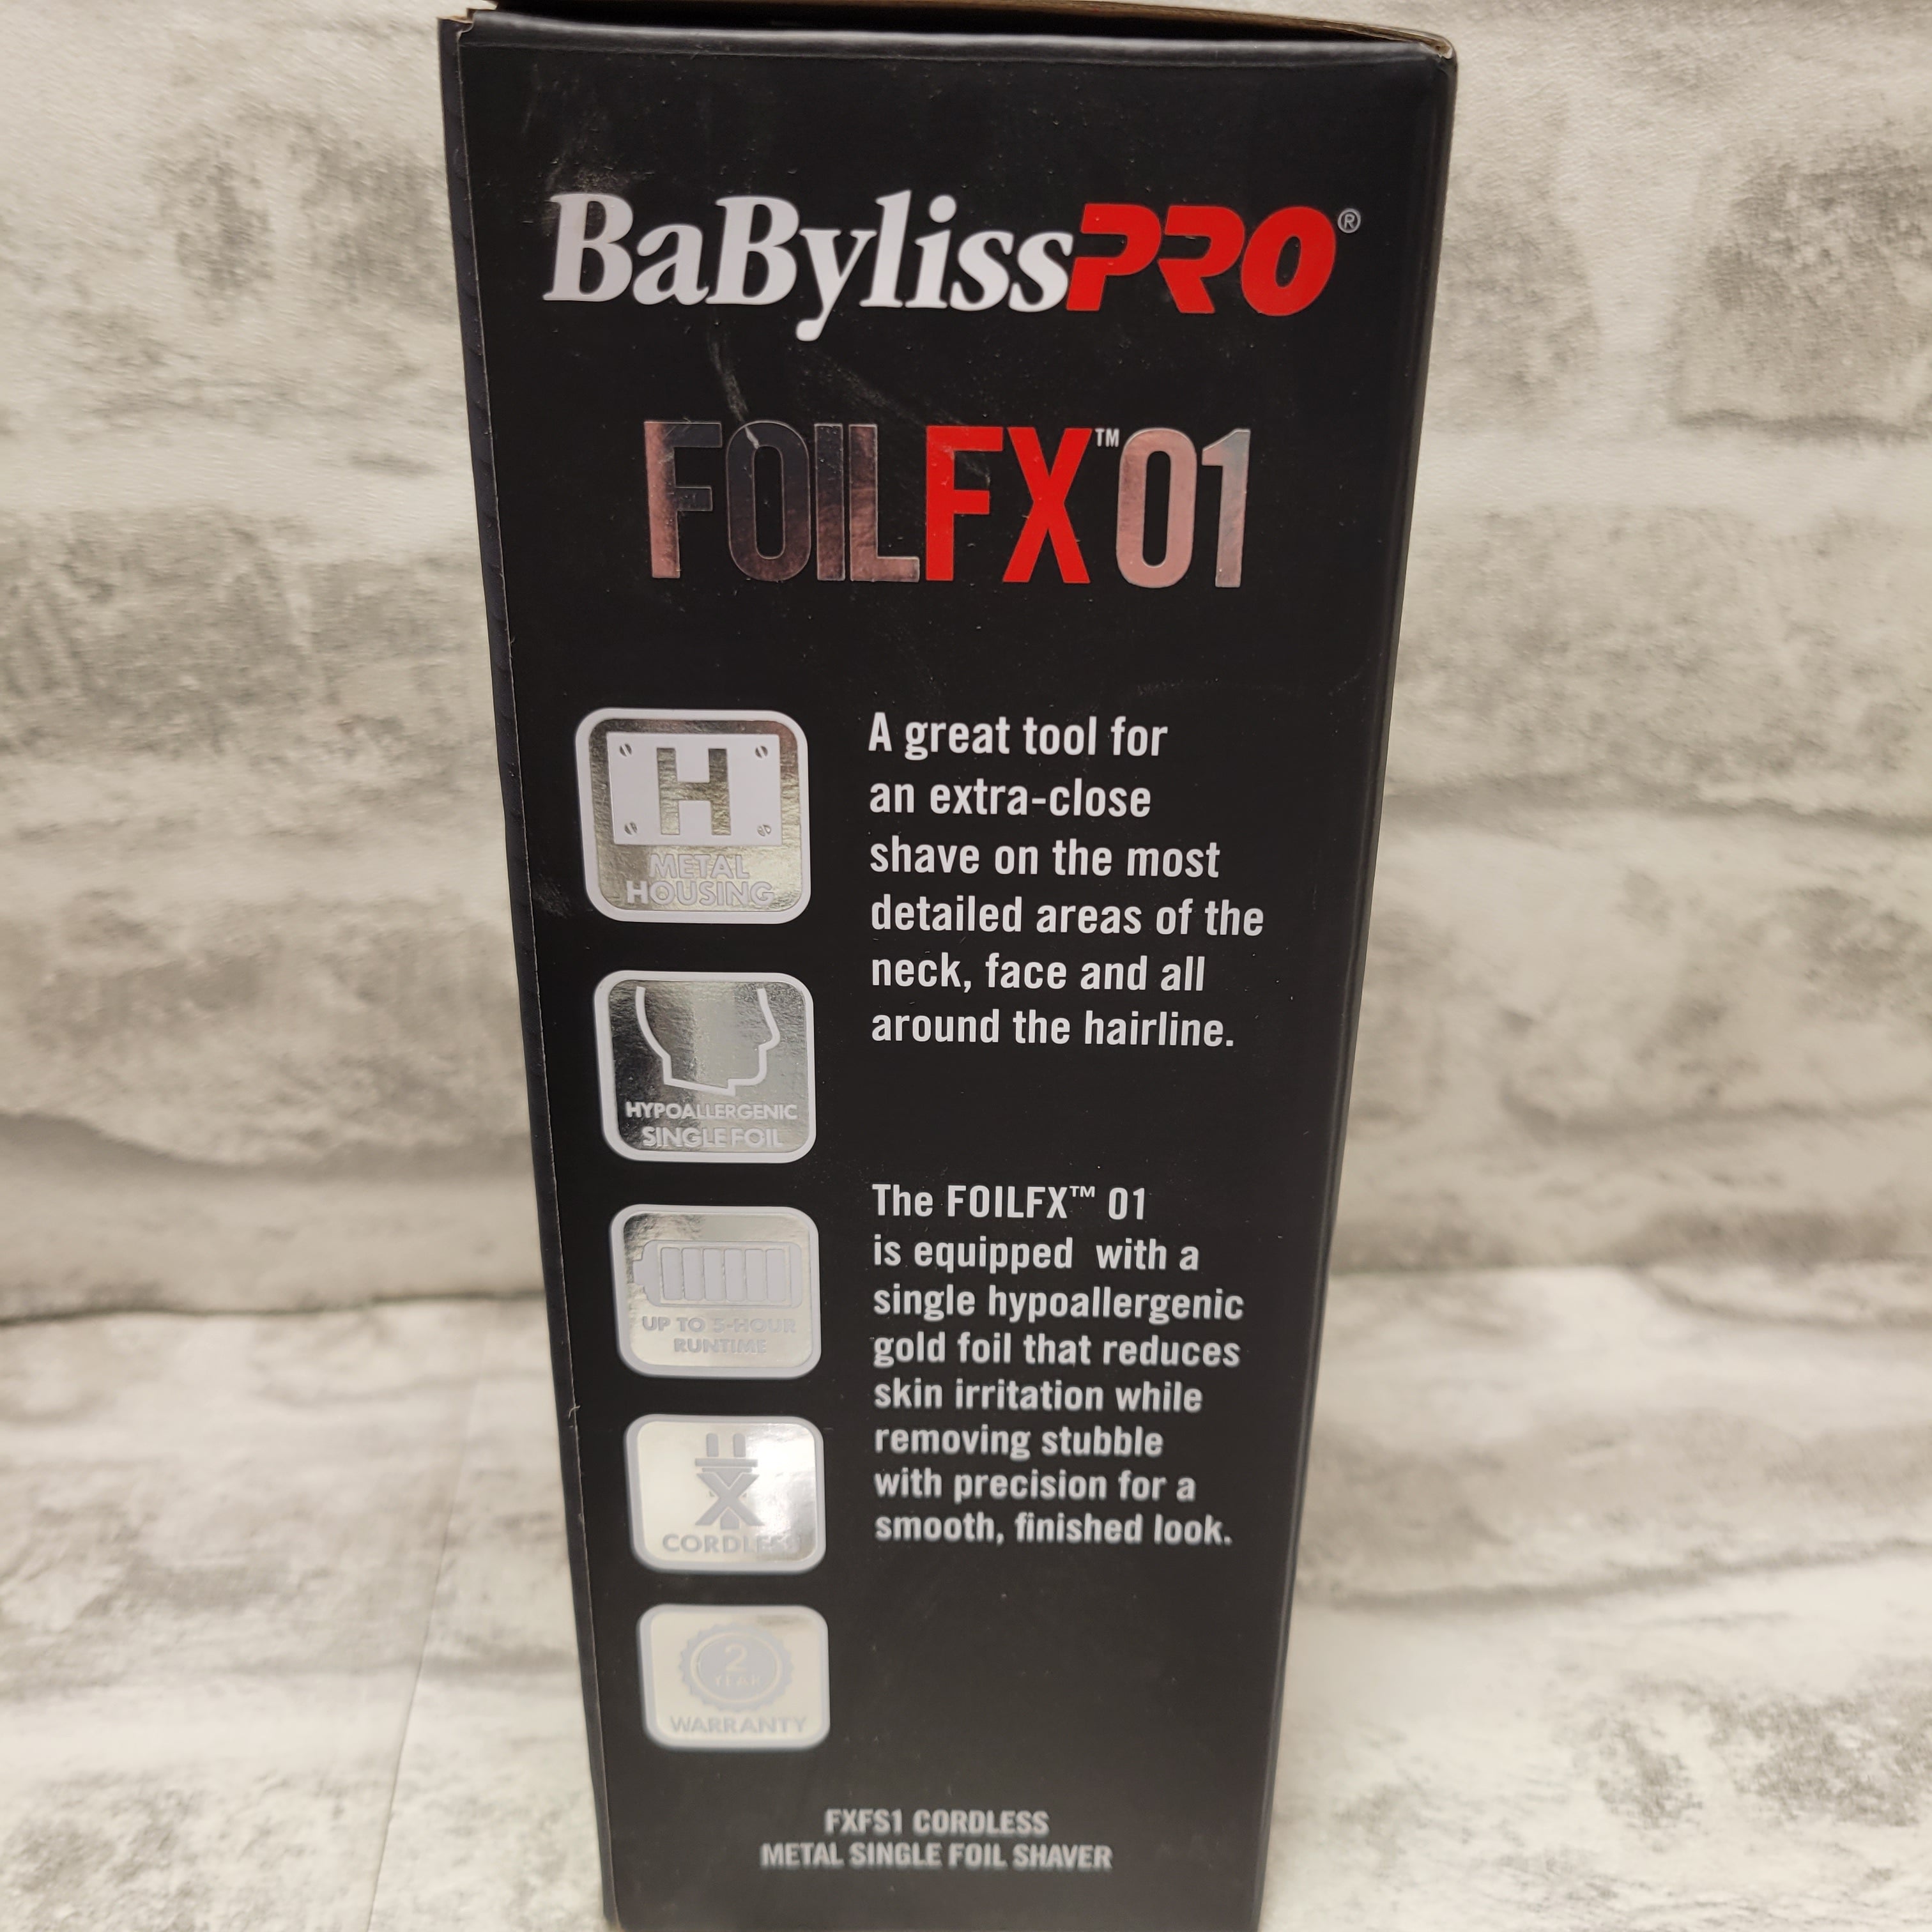 BaBylissPRO®
FOILFX™01
H
METAL
HOUSING
A great tool for
an extra-close
shave on the most
detailed areas of the
neck, face and all
around the hairline.
HYPOALLERGENIC
SINGLE FOIL
The FOILFX™ 01
is equipped with a
single hypoallergenic
gold foil that reduces
skin irritation while
removing stubble
with precision for a
smooth, finished look.
UP TO 3-HOUR
RUNTIME
CORDLESS
2
YEAR
WARRANTY
FXFS1 CORDLESS
METAL SINGLE FOIL SHAVER